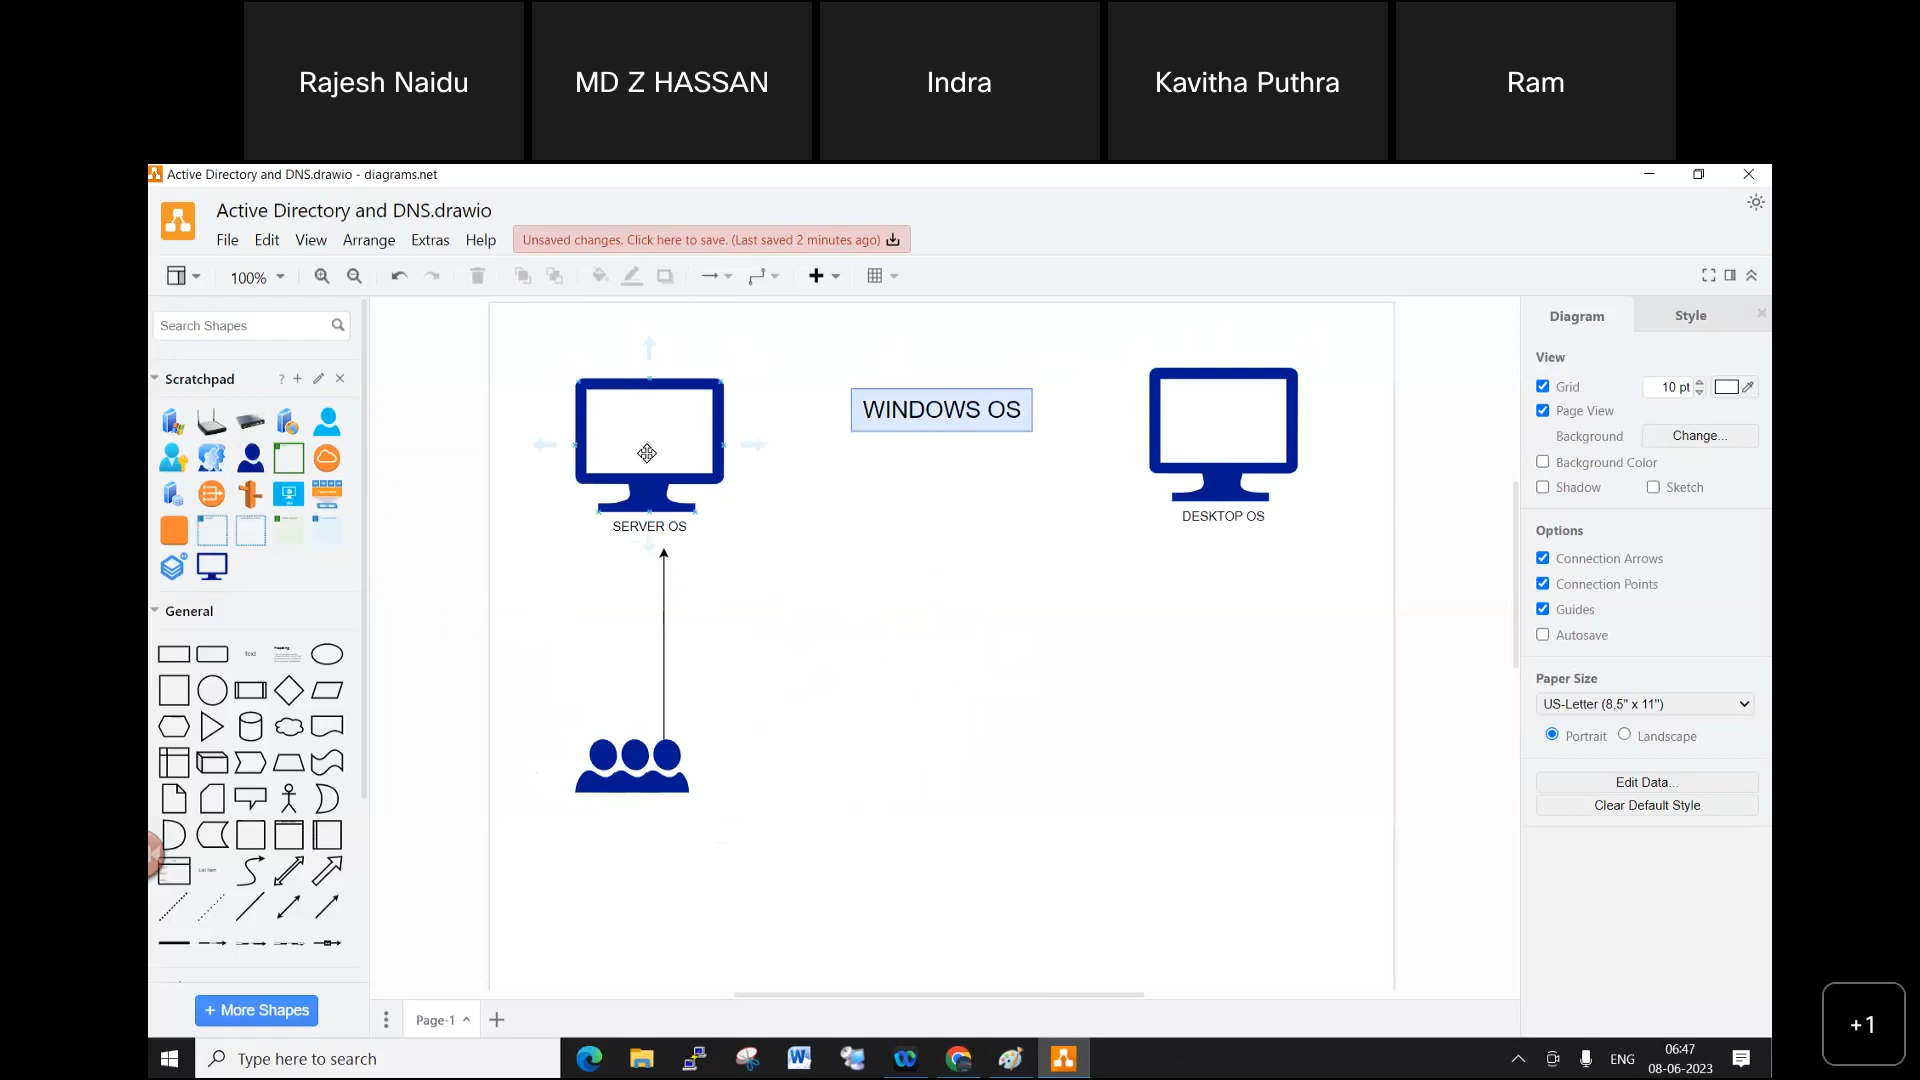 Rajesh Naidu
MD Z HASSAN
Indra
Kavitha Puthra
Ram
Active Directory and DNS.drawio - diagrams.net
Active Directory and DNS.drawio
File Edit View Arrange Extras Help
Unsaved changes. Click here to save. (Last saved 2 minutes ago)
100%
Search Shapes
Scratchpad
?
General
Text
Heading
List Item
+ More Shapes
WINDOWS OS
SERVER OS
DESKTOP OS
Diagram
Style
View
Grid
10 pt
Page View
Background
Change...
Background Color
Shadow
Sketch
Options
Connection Arrows
Connection Points
Guides
Autosave
Paper Size
US-Letter (8,5" x 11")
Portrait
Landscape
Edit Data...
Clear Default Style
Page-1
+1
Type here to search
ENG
06:47
08-06-2023